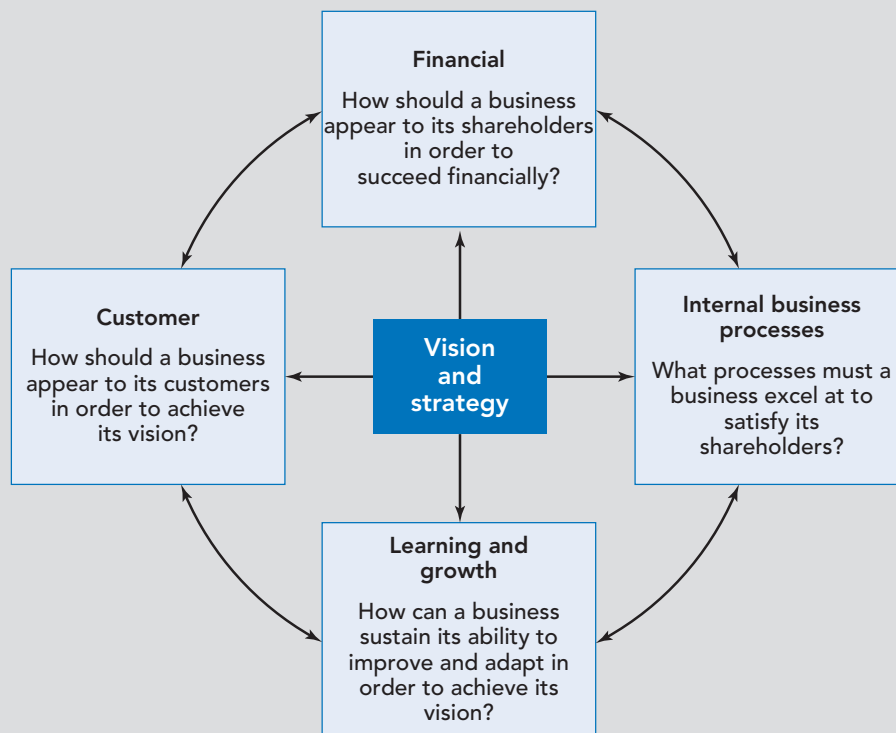 Financial
How should a business
appear to its shareholders
in order to
succeed financially?
Customer
How should a business
appear to its customers
in order to achieve
its vision?
Vision
and
strategy
Internal business
processes
What processes must a
business excel at to
satisfy its
shareholders?
Learning and
growth
How can a business
sustain its ability to
improve and adapt in
order to achieve its
vision?